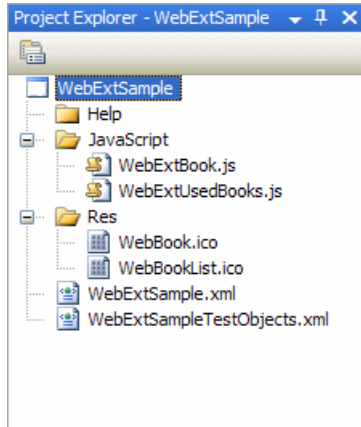 Project Explorer - WebExtSample
WebExtSample
Help
JavaScript
WebExtBook.js
WebExtUsedBooks.js
Res
WebBook.ico
WebBookList.ico
WebExtSample.xml
WebExtSampleTestObjects.xml